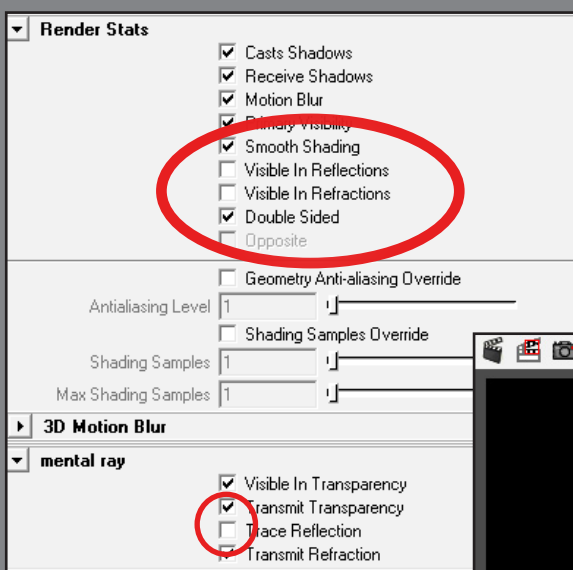 Render Stats
Casts Shadows
Receive Shadows
Motion Blur
Primary Visibility
Smooth Shading
Visible In Reflections
Visible In Refractions
Double Sided
Opposite
Geometry Anti-aliasing Override
Antialiasing Level 1
Shading Samples Override
Shading Samples 1
Max Shading Samples 1
3D Motion Blur
mental ray
Visible In Transparency
Transmit Transparency
Trace Reflection
Transmit Refraction